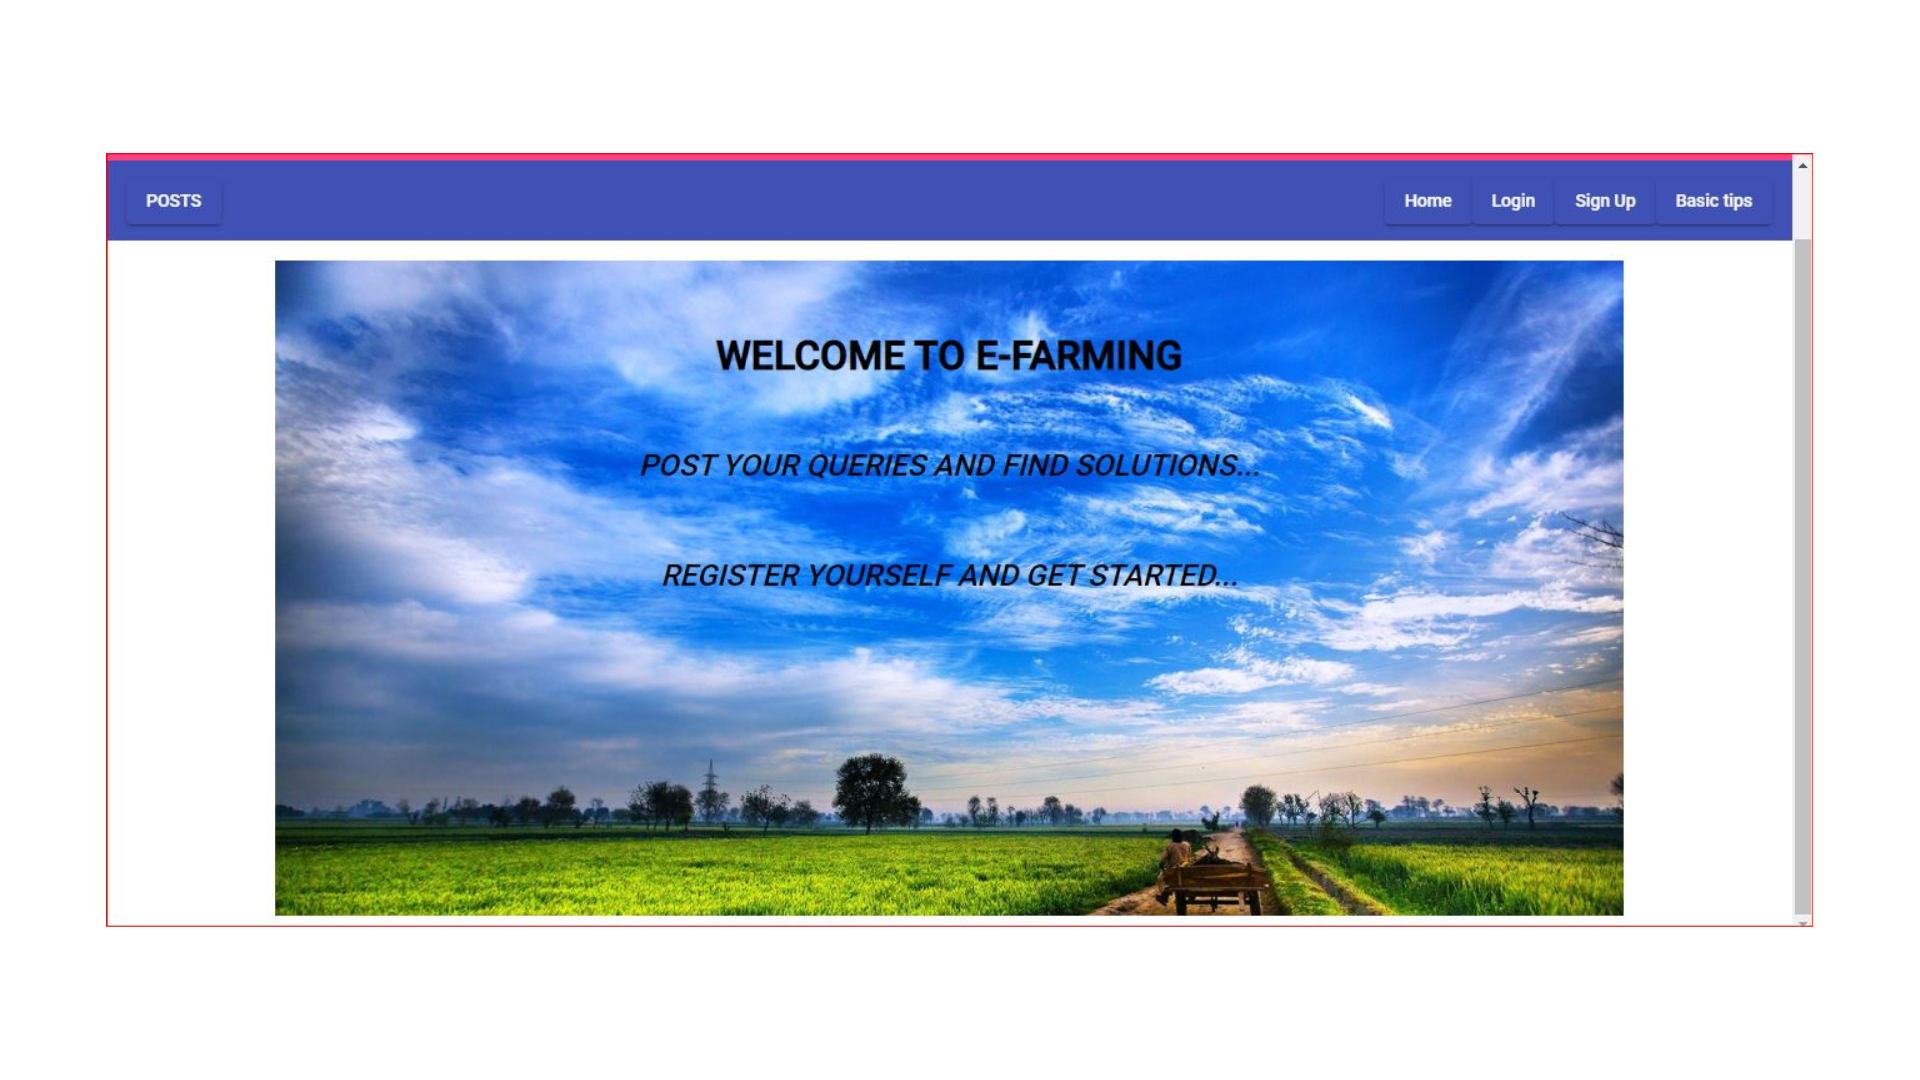 POSTS
Home Login Sign Up Basic tips
WELCOME TO E-FARMING
POST YOUR QUERIES AND FIND SOLUTIONS...
REGISTER YOURSELF AND GET STARTED...